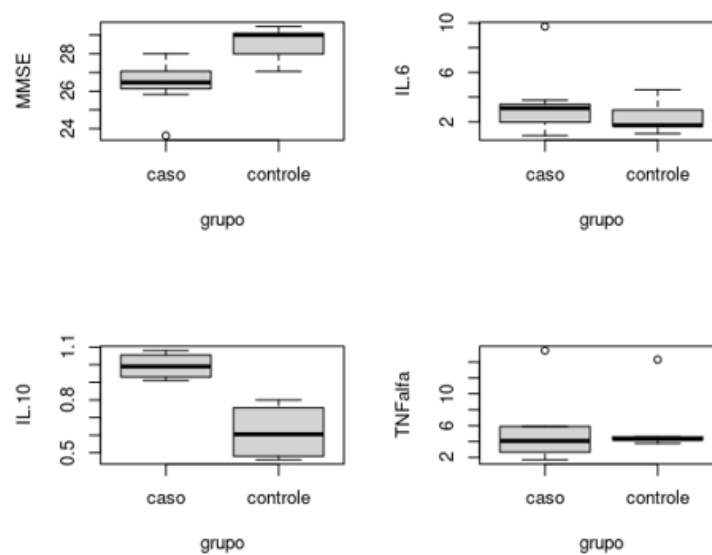 MMSE
24 26 28
caso controle
grupo
IL.6
2 6 10
caso controle
grupo
IL.10
0.5 0.8 1.1
caso controle
grupo
TNFalfa
2 6 10
caso controle
grupo